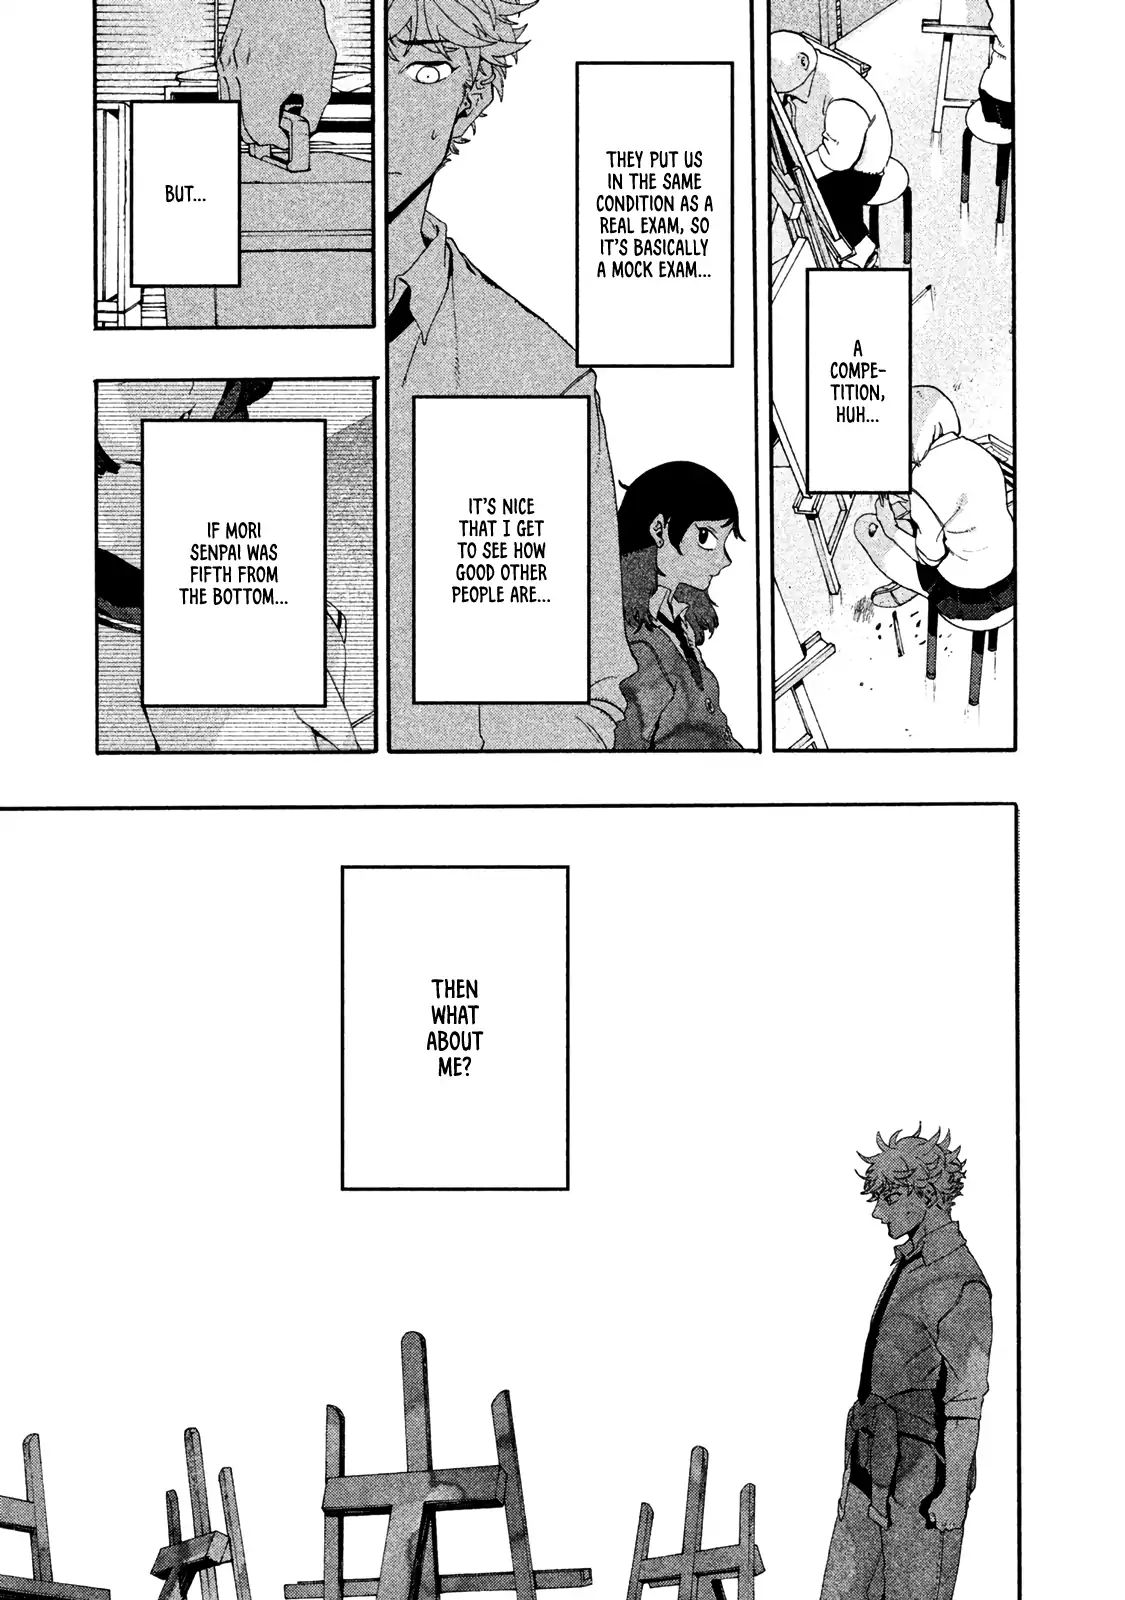 A
COMPE-
TITION,
HUH...
THEY PUT US
IN THE SAME
CONDITION AS A
REAL EXAM, SO
IT'S BASICALLY
A MOCK EXAM...
IT'S NICE
THAT I GET
TO SEE HOW
GOOD OTHER
PEOPLE ARE...
BUT...
IF MORI
SENPAI WAS
FIFTH FROM
THE BOTTOM...
THEN
WHAT
ABOUT
ME?